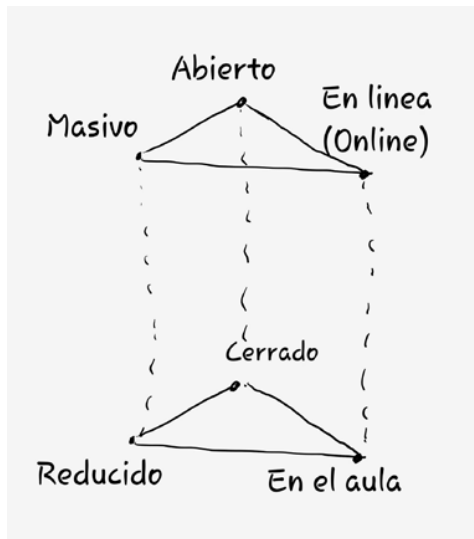 Abierto
Masivo
En linea
(Online)
Cerrado
Reducido
En el aula